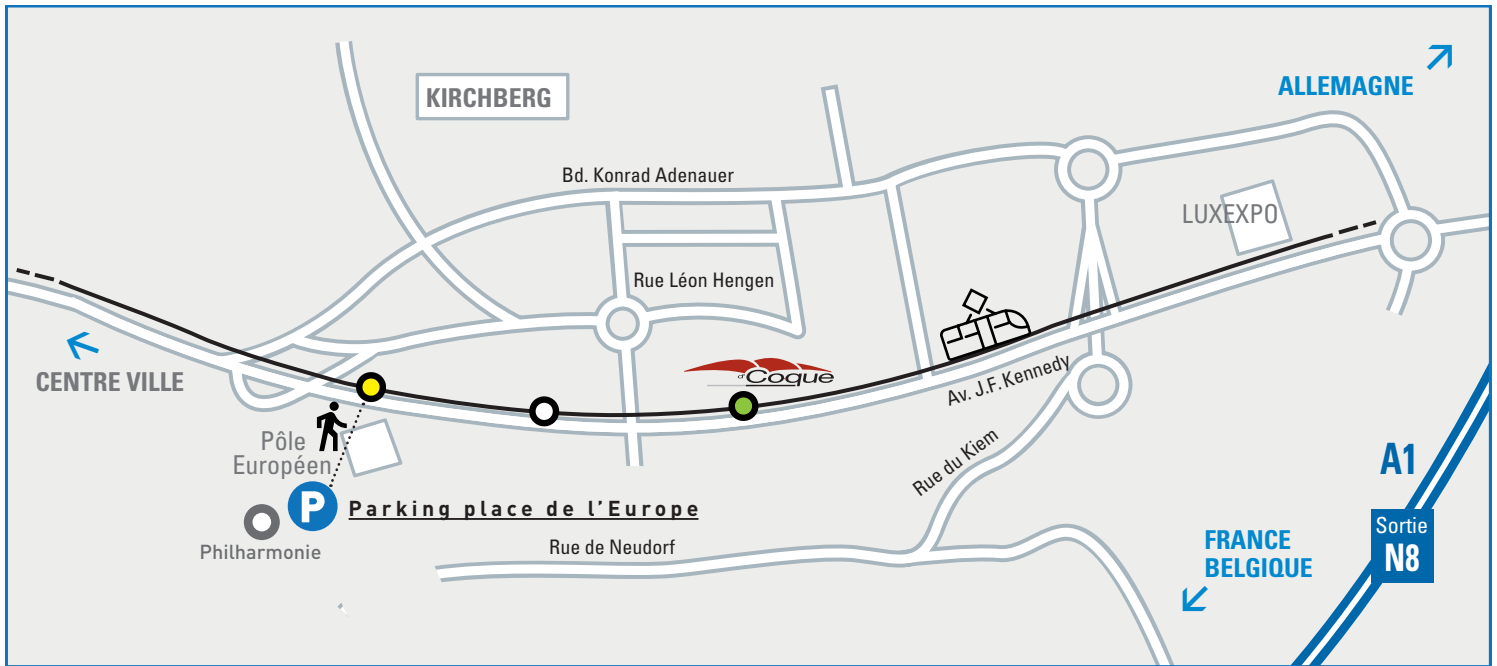 KIRCHBERG
ALLEMAGNE
Bd. Konrad Adenauer
LUXEXPO
Rue Léon Hengen
CENTRE VILLE
d'Coque
Av. J.F. Kennedy
Pôle
Européen
Rue du Kiem
A1
P
Parking place de l'Europe
Sortie
N8
Philharmonie
Rue de Neudorf
FRANCE
BELGIQUE